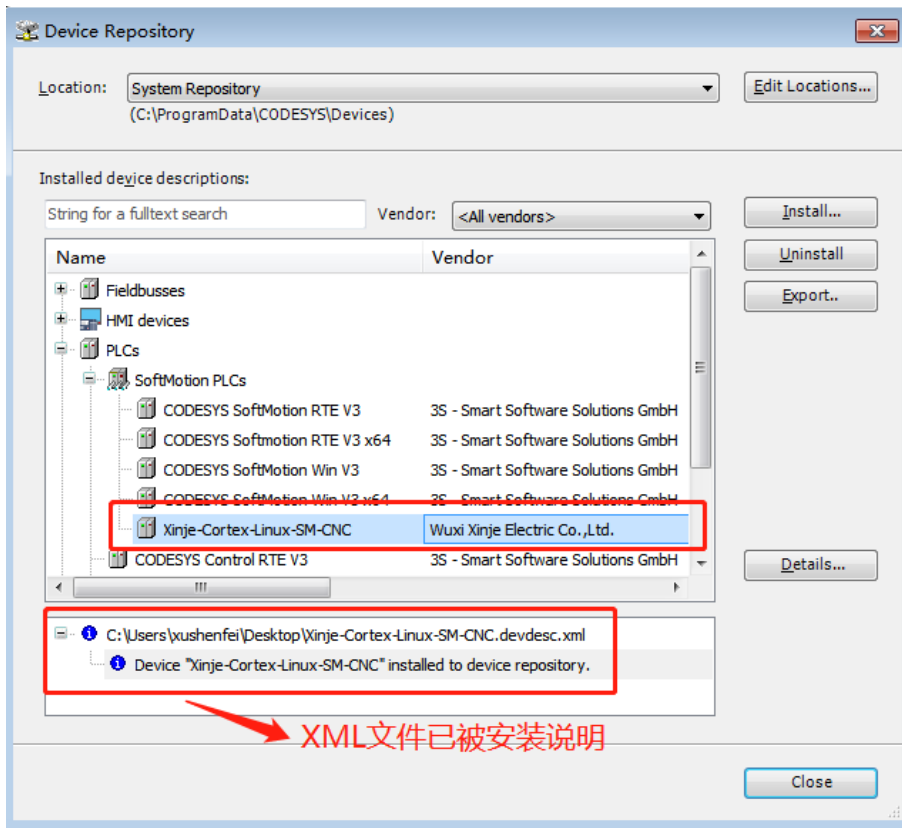 Device Repository
Location: System Repository Edit Locations...
(C:\ProgramData\CODESYS\Devices)
Installed device descriptions:
String for a fulltext search Vendor: <All vendors> Install...
Name Vendor Uninstall
Fieldbusses Export..
HMI devices
PLCs
SoftMotion PLCs
CODESYS SoftMotion RTE V3 3S - Smart Software Solutions GmbH
CODESYS Softmotion RTE V3 x64 3S - Smart Software Solutions GmbH
CODESYS SoftMotion Win V3 3S - Smart Software Solutions GmbH
CODESYS SoftMotion Win V3 x64 3S - Smart Software Solutions GmbH
Xinje-Cortex-Linux-SM-CNC Wuxi Xinje Electric Co.,Ltd.
CODESYS Control RTE V3 3S - Smart Software Solutions GmbH Details...
C:\Users\xushenfei\Desktop\Xinje-Cortex-Linux-SM-CNC.devdesc.xml
Device "Xinje-Cortex-Linux-SM-CNC" installed to device repository.
XML文件已被安装说明
Close